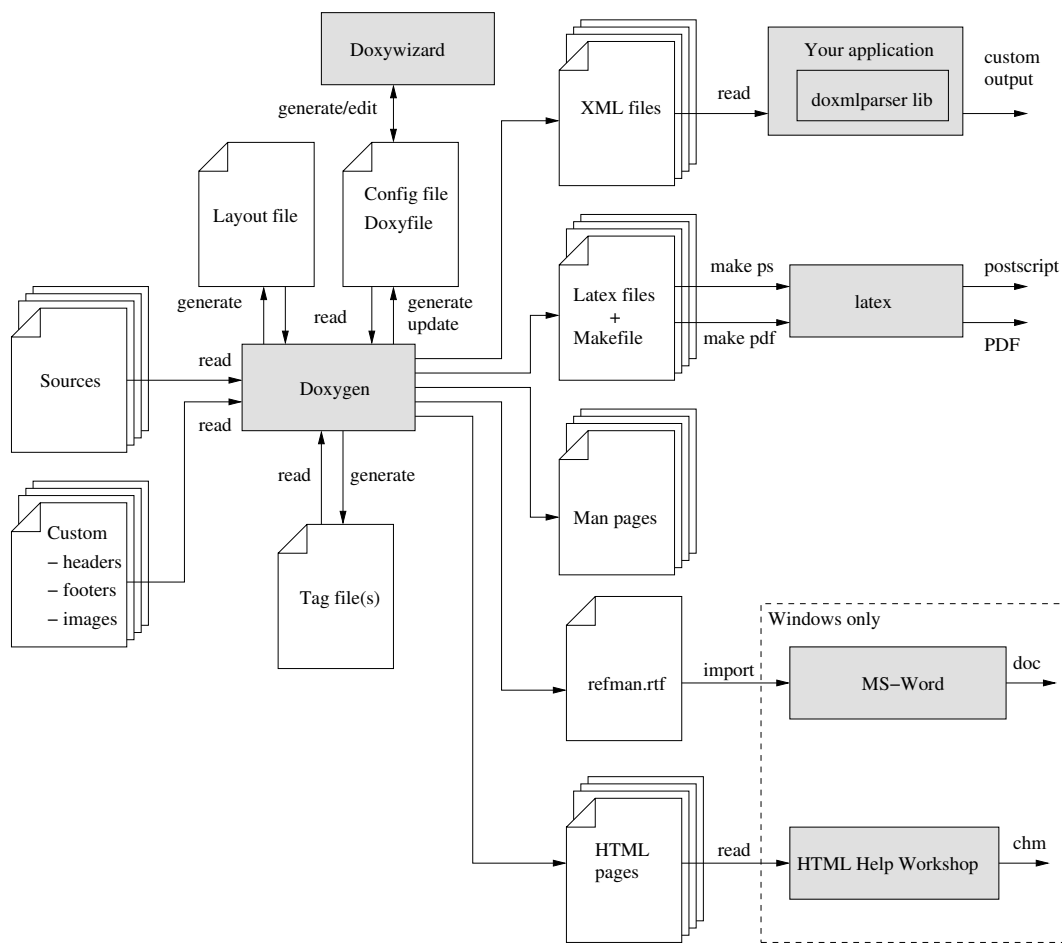 Doxywizard
Your application
custom
output
doxmlparser lib
XML files
read
generate/edit
Config file
Doxyfile
Layout file
generate
read
generate
update
make ps
postscript
Latex files
+
Makefile
latex
make pdf
PDF
read
Sources
Doxygen
read
read
generate
Man pages
Custom
– headers
– footers
– images
Tag file(s)
Windows only
refman.rtf
import
MS–Word
doc
HTML
pages
read
HTML Help Workshop
chm